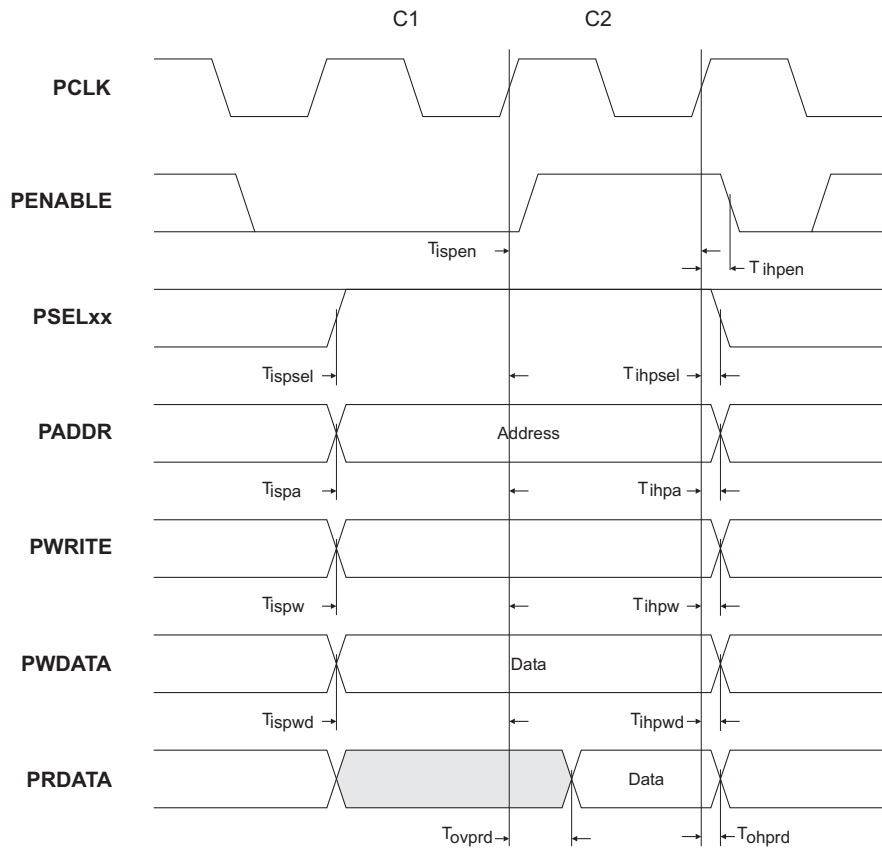 C1 C2
PCLK
PENABLE
Tispen
Tihpen
PSELxx
Tispsel Tihpsel
PADDR Address
Tispa Tihpa
PWRITE
Tispw Tihpw
PWDATA Data
Tispwd Tihpwd
PRDATA Data
Tovprd Tohprd